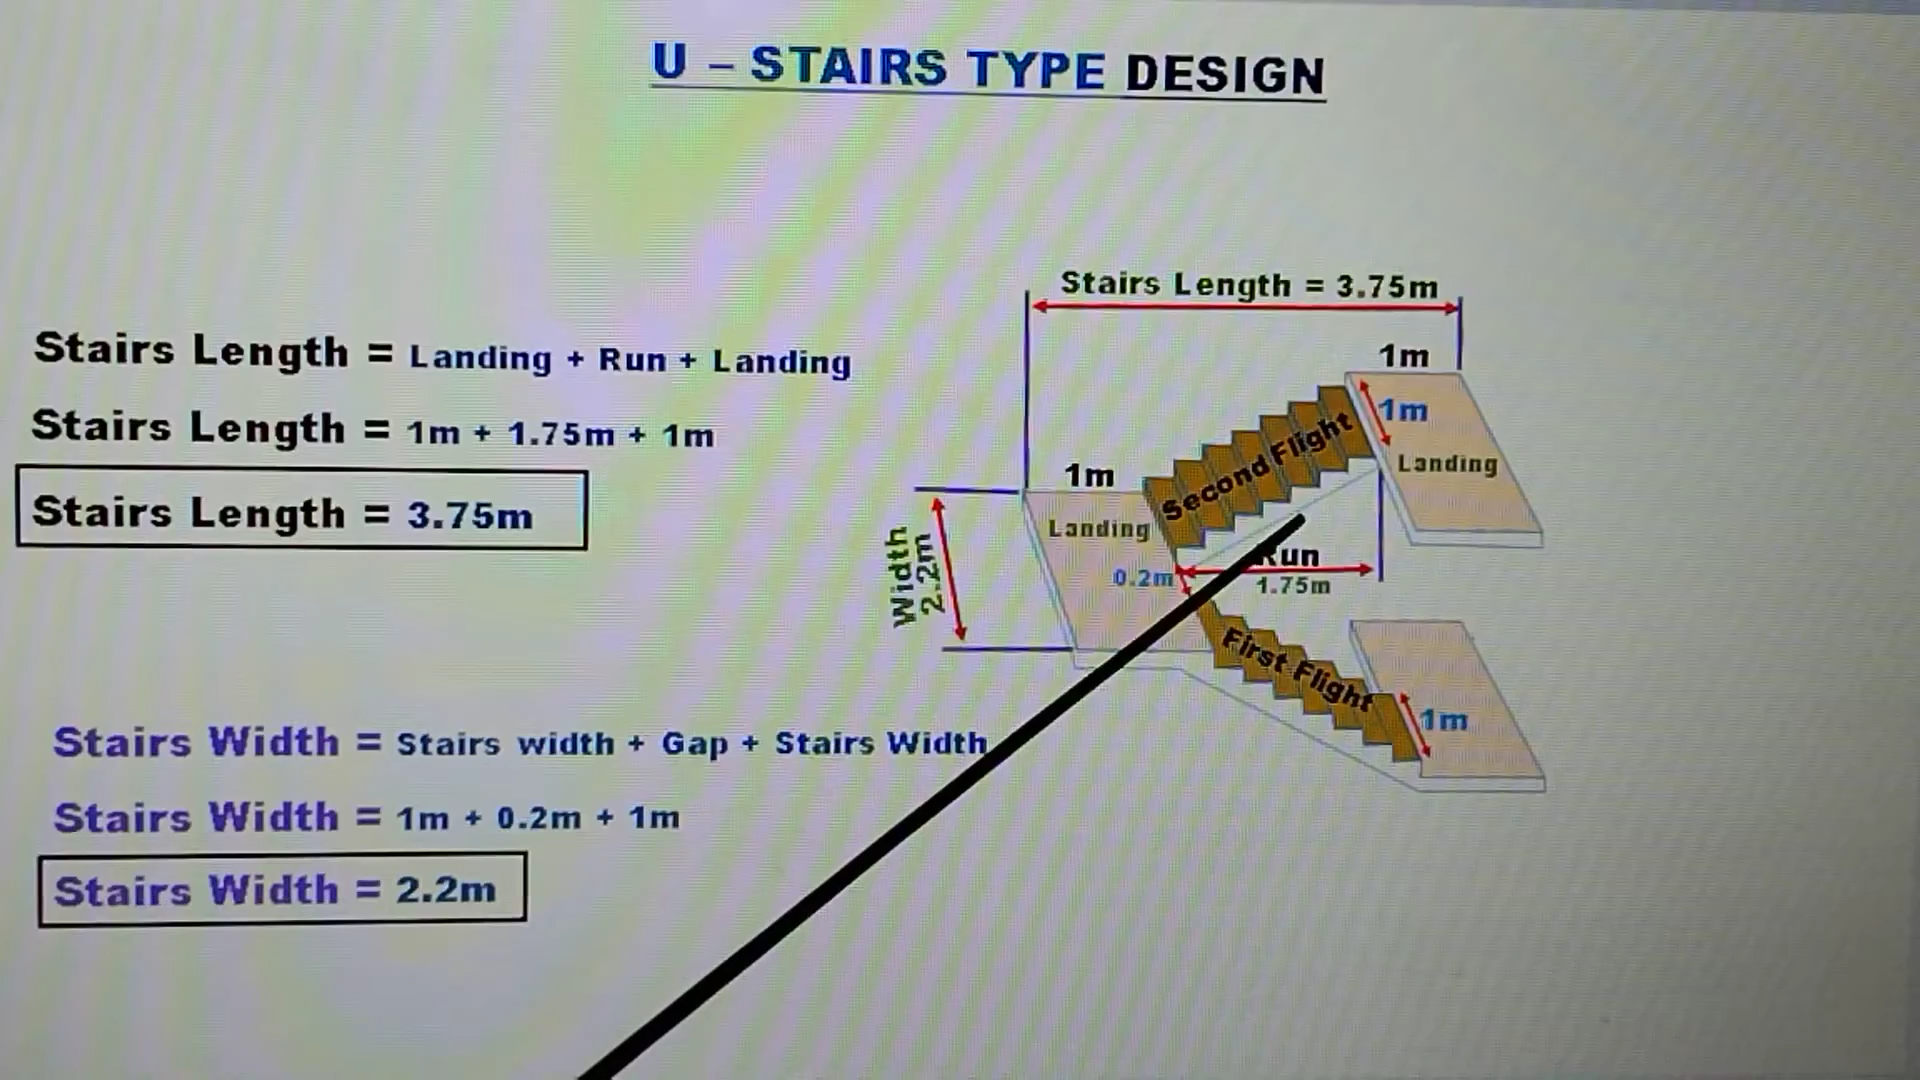 U – STAIRS TYPE DESIGN
Stairs Length = 3.75m
1m
1m
Stairs Length = Landing + Run + Landing
Stairs Length = 1m + 1.75m + 1m
Stairs Length = 3.75m
Second Flight
Landing
1m
Landing
Width
2.2m
Run
0.2m
1.75m
First Flight
1m
Stairs Width = Stairs width + Gap + Stairs Width
Stairs Width = 1m + 0.2m + 1m
Stairs Width = 2.2m